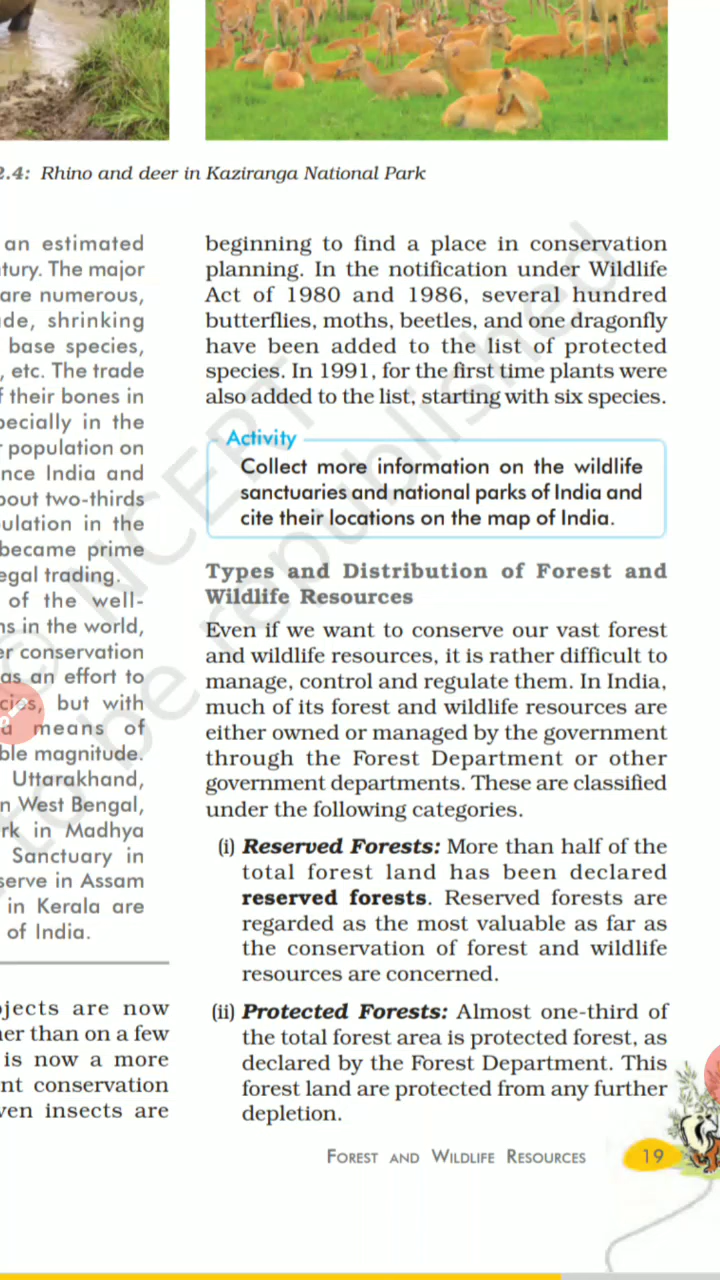 2.4: Rhino and deer in Kaziranga National Park
an estimated
tury. The major
are numerous,
de, shrinking
base species,
, etc. The trade
f their bones in
pecially in the
r population on
nce India and
bout two-thirds
ulation in the
became prime
egal trading.
of the well-
ns in the world,
er conservation
as an effort to
cies, but with
a means of
ble magnitude.
Uttarakhand,
n West Bengal,
rk in Madhya
Sanctuary in
serve in Assam
in Kerala are
of India.
ojects are now
her than on a few
is now a more
nt conservation
ven insects are
beginning to find a place in conservation
planning. In the notification under Wildlife
Act of 1980 and 1986, several hundred
butterflies, moths, beetles, and one dragonfly
have been added to the list of protected
species. In 1991, for the first time plants were
also added to the list, starting with six species.
Activity
Collect more information on the wildlife
sanctuaries and national parks of India and
cite their locations on the map of India.
Types and Distribution of Forest and
Wildlife Resources
Even if we want to conserve our vast forest
and wildlife resources, it is rather difficult to
manage, control and regulate them. In India,
much of its forest and wildlife resources are
either owned or managed by the government
through the Forest Department or other
government departments. These are classified
under the following categories.
(i) Reserved Forests: More than half of the
total forest land has been declared
reserved forests. Reserved forests are
regarded as the most valuable as far as
the conservation of forest and wildlife
resources are concerned.
(ii) Protected Forests: Almost one-third of
the total forest area is protected forest, as
declared by the Forest Department. This
forest land are protected from any further
depletion.
FOREST AND WILDLIFE RESOURCES 19
© NCERT
to be republished